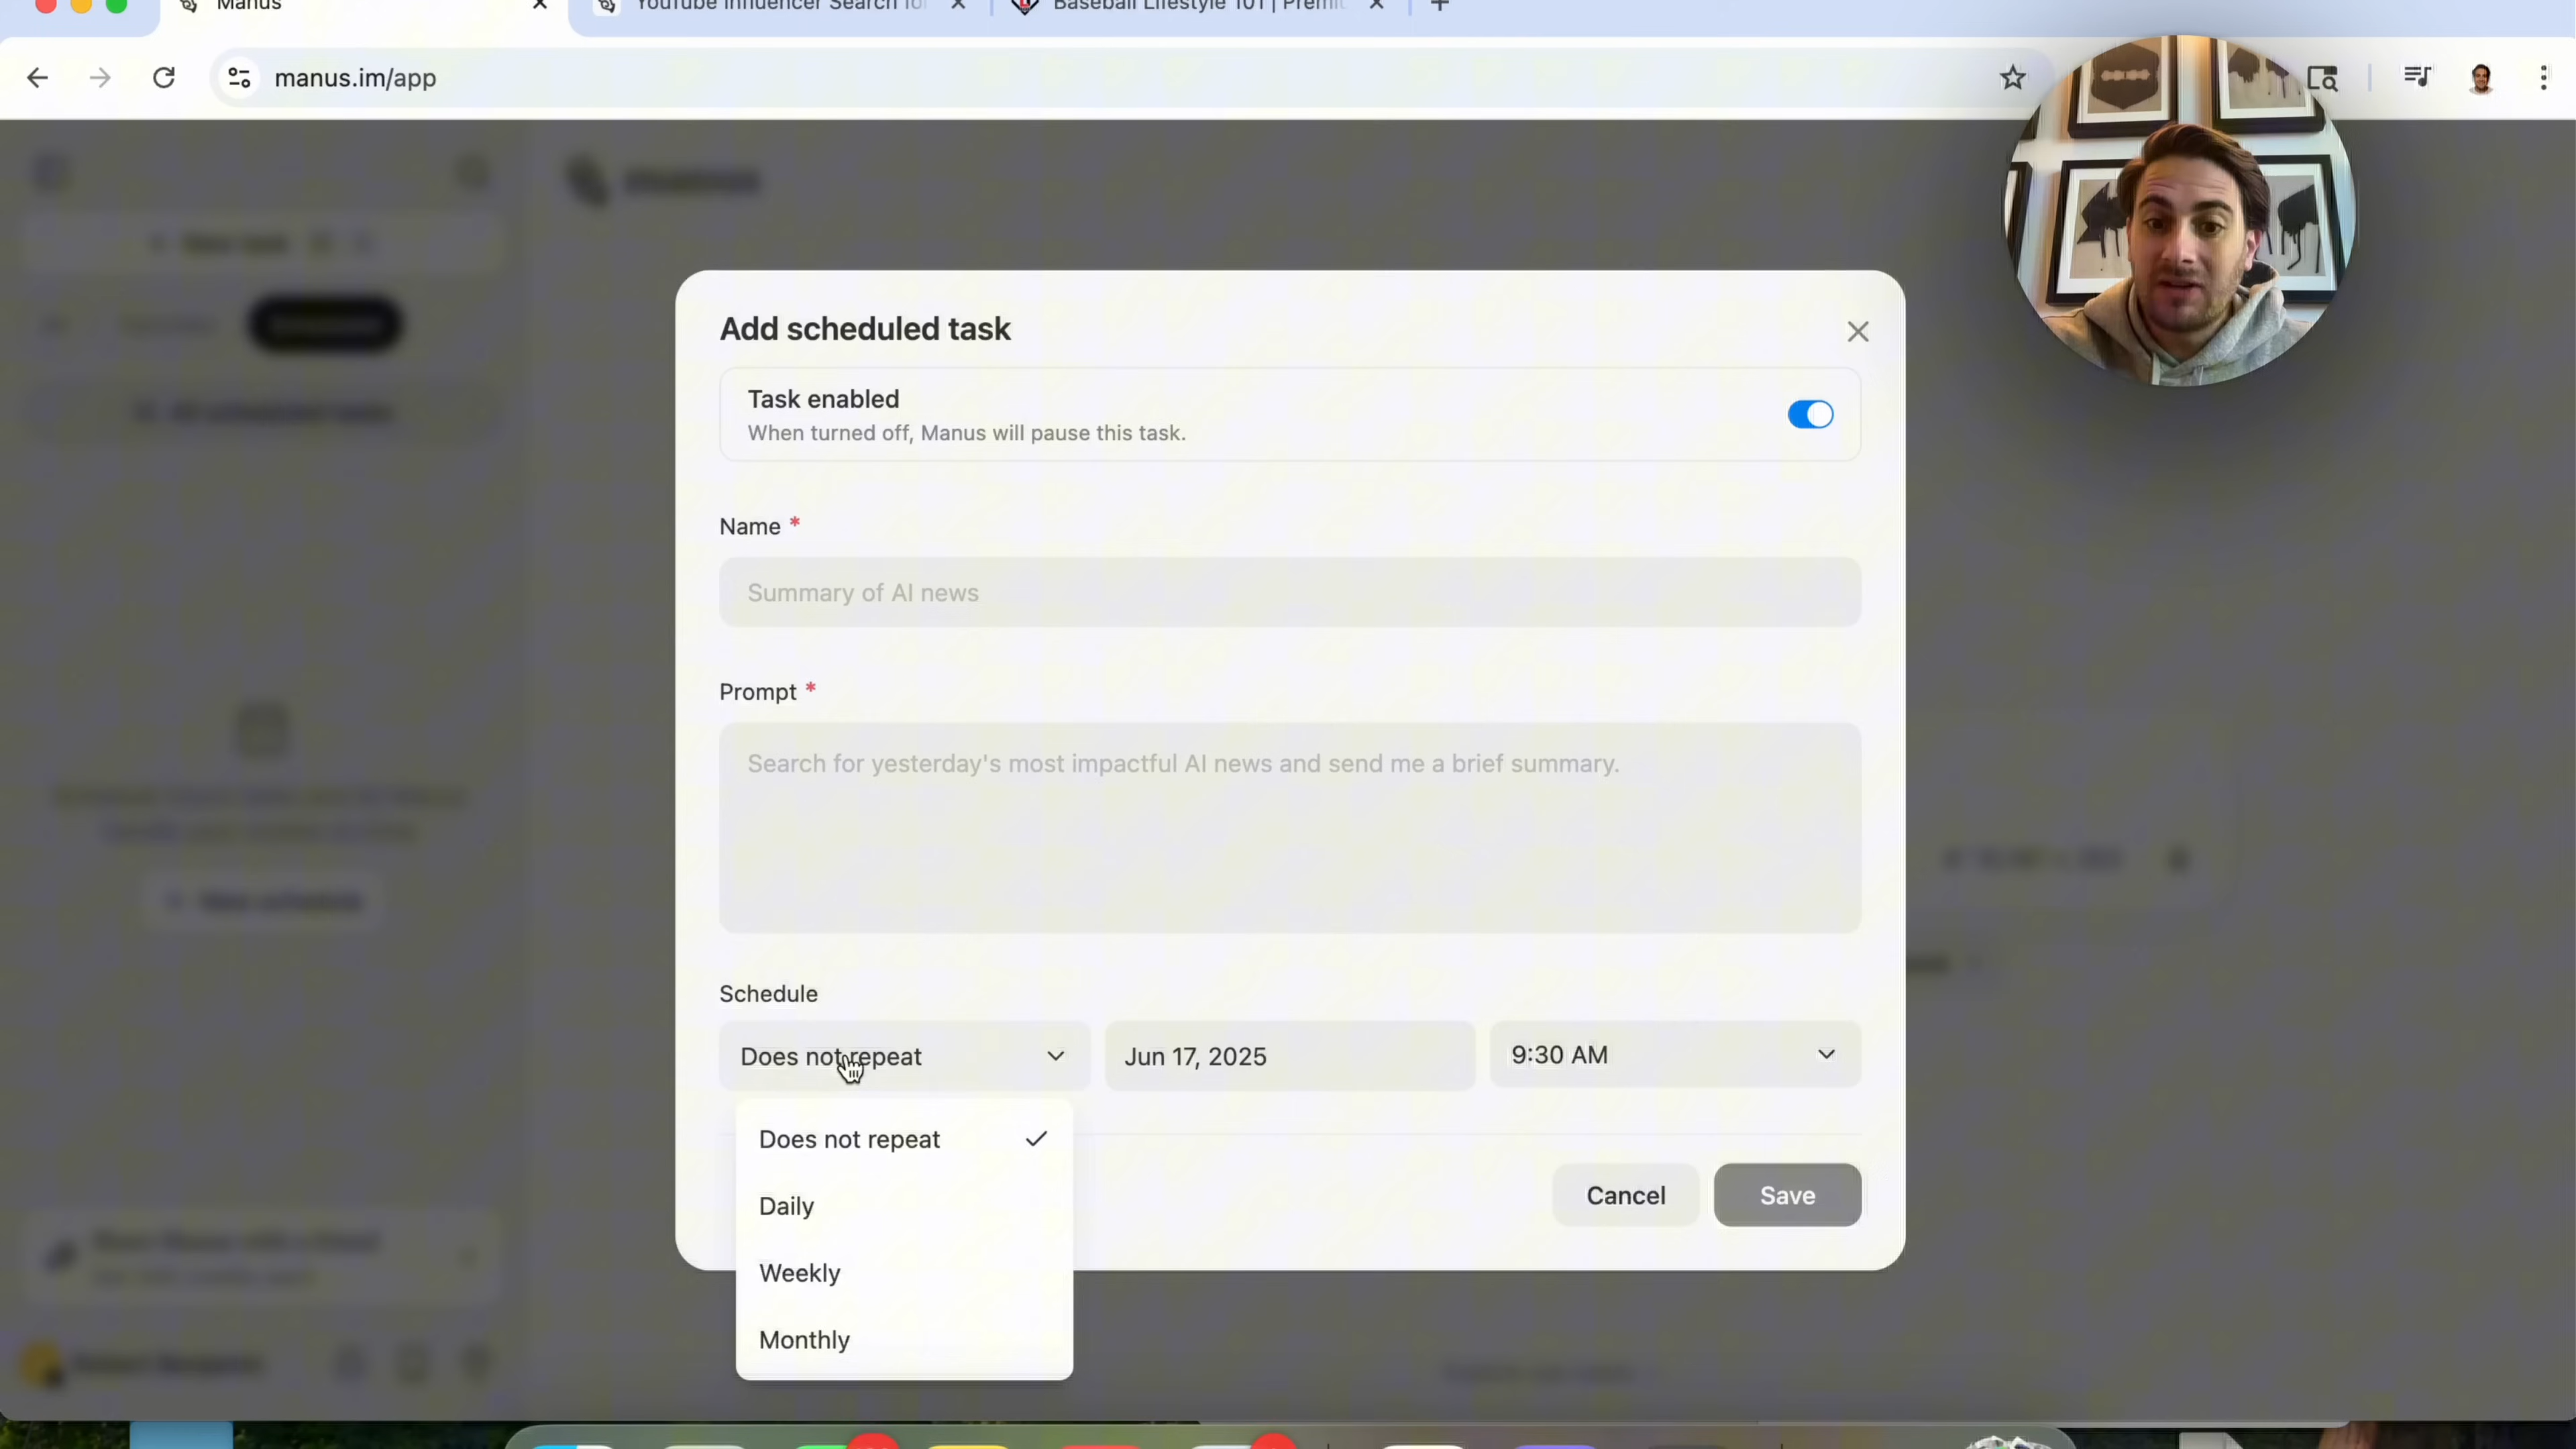 Manus
YouTube Influencer Search for
Baseball Lifestyle 101 | Premi
manus.im/app
Add scheduled task
Task enabled
When turned off, Manus will pause this task.
Name *
Summary of AI news
Prompt *
Search for yesterday's most impactful AI news and send me a brief summary.
Schedule
Does not repeat
Jun 17, 2025
9:30 AM
Does not repeat
Daily
Weekly
Monthly
Cancel
Save